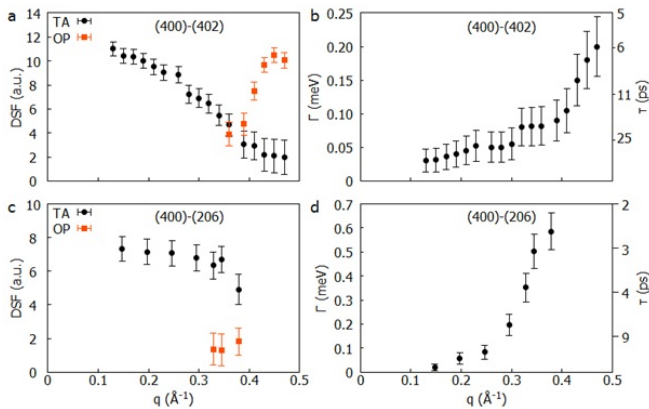 a
(400)-(402)
TA
OP
DSF (a.u.)
14
12
10
8
6
4
2
0
b
(400)-(402)
Γ (meV)
0.25
0.20
0.15
0.10
0.05
0
5
6
11
25
τ (ps)
c
(400)-(206)
TA
OP
DSF (a.u.)
10
8
6
4
2
0
0 0.1 0.2 0.3 0.4 0.5
q (Å⁻¹)
d
(400)-(206)
Γ (meV)
0.7
0.6
0.5
0.4
0.3
0.2
0.1
0
2
3
4
9
τ (ps)
0 0.1 0.2 0.3 0.4 0.5
q (Å⁻¹)